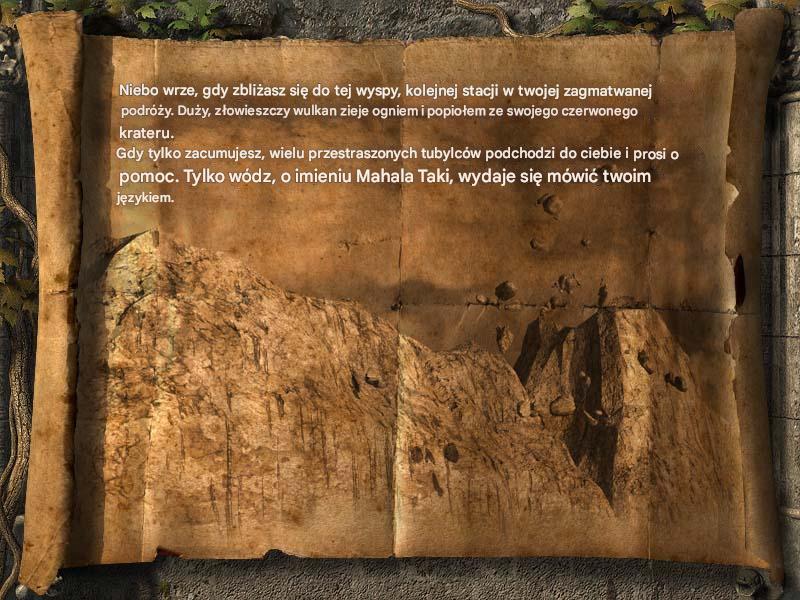 Niebo wrze, gdy zbliżasz się do tej wyspy, kolejnej stacji w twojej zagmatwanej
podróży. Duży, złowieszczy wulkan zieje ogniem i popiołem ze swojego czerwonego
krateru.
Gdy tylko zacumujesz, wielu przestraszonych tubylców podchodzi do ciebie i prosi o
pomoc. Tylko wódz, o imieniu Mahala Taki, wydaje się mówić twoim
językiem.